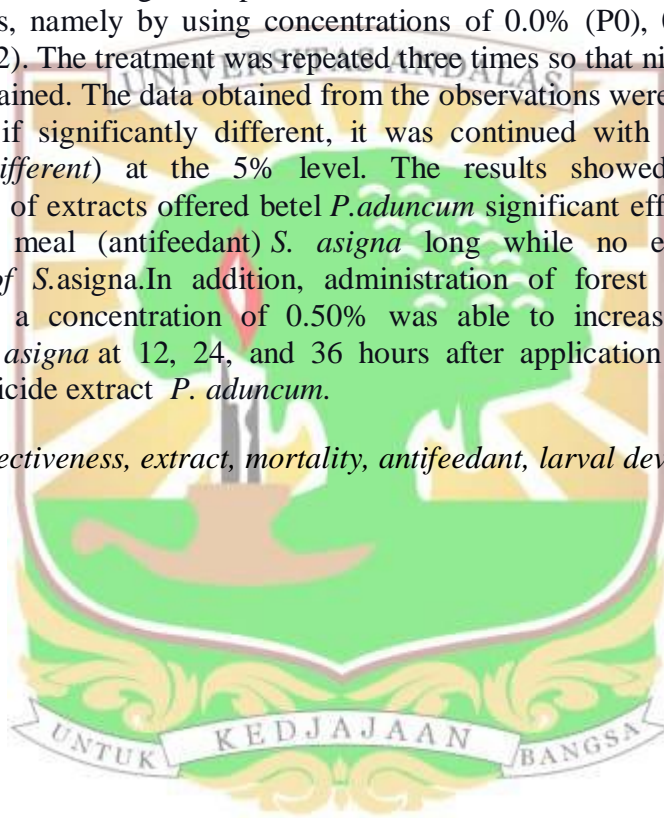 s, namely by using concentrations of 0.0% (P0),
2). The treatment was repeated three times so that ni
UNIVERSITAS ANDALAS
ained. The data obtained from the observations were
if significantly different, it was continued with
ifferent) at the 5% level. The results showed
of extracts offered betel P.aduncum significant eff
meal (antifeedant) S. asigna long while no e
of S.asigna.In addition, administration of forest
a concentration of 0.50% was able to increas
asigna at 12, 24, and 36 hours after application
icide extract P. aduncum.
ectiveness, extract, mortality, antifeedant, larval dev
UNTUK KEDJAJAAN BANGSA